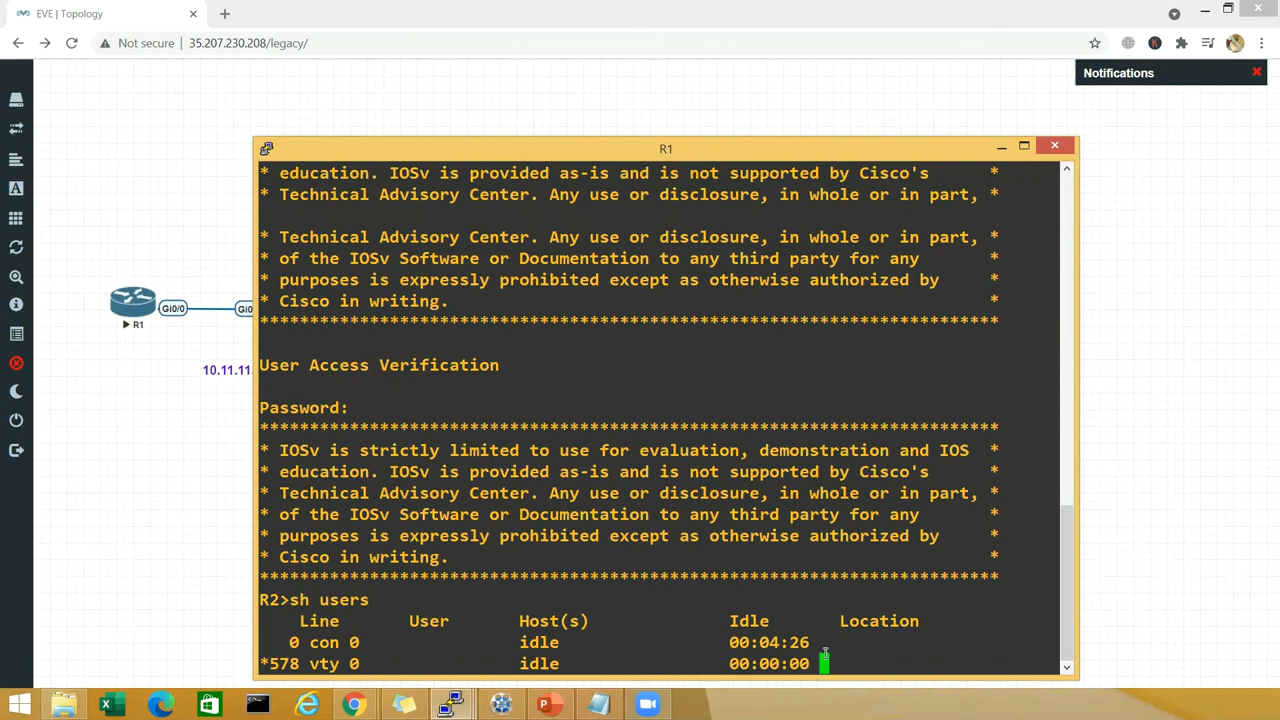 EVE | Topology
Not secure | 35.207.230.208/legacy/
Notifications
R1
* education. IOSv is provided as-is and is not supported by Cisco's *
* Technical Advisory Center. Any use or disclosure, in whole or in part, *
* Technical Advisory Center. Any use or disclosure, in whole or in part, *
* of the IOSv Software or Documentation to any third party for any *
* purposes is expressly prohibited except as otherwise authorized by *
* Cisco in writing. *
**************************************************************************
User Access Verification
Password:
**************************************************************************
* IOSv is strictly limited to use for evaluation, demonstration and IOS *
* education. IOSv is provided as-is and is not supported by Cisco's *
* Technical Advisory Center. Any use or disclosure, in whole or in part, *
* of the IOSv Software or Documentation to any third party for any *
* purposes is expressly prohibited except as otherwise authorized by *
* Cisco in writing. *
**************************************************************************
R2>sh users
Line User Host(s) Idle Location
0 con 0 idle 00:04:26
*578 vty 0 idle 00:00:00
Gi0/0
Gi0
R1
10.11.11.